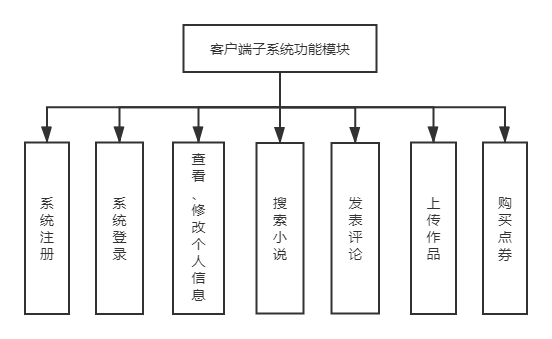 客户端子系统功能模块
系统注册
系统登录
查看、修改个人信息
搜索小说
发表评论
上传作品
购买点券